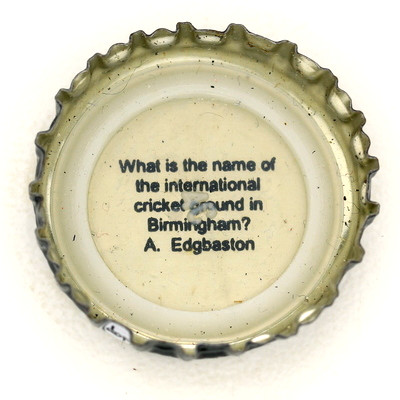 What is the name of
the international
cricket ground in
Birmingham?
A. Edgbaston